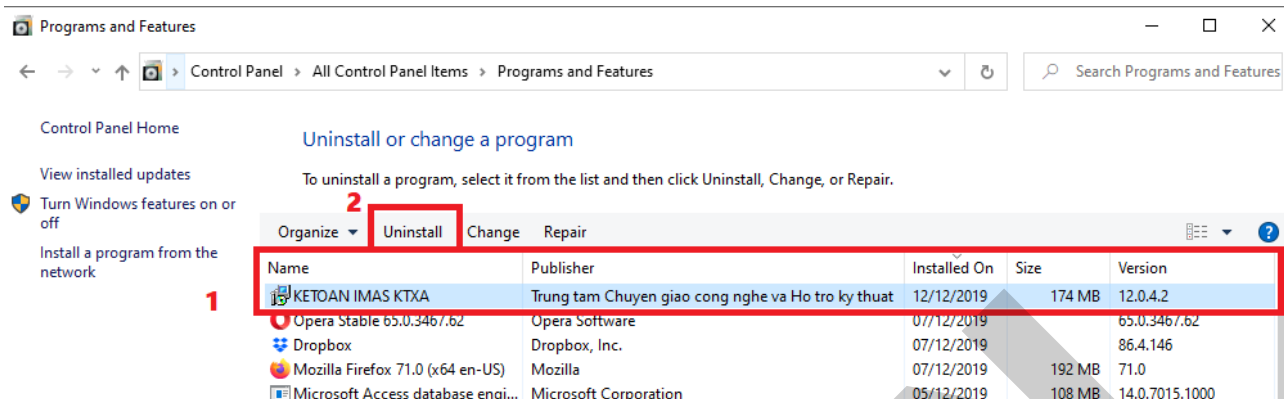 Programs and Features
Control Panel > All Control Panel Items > Programs and Features
Search Programs and Features
Control Panel Home
View installed updates
Turn Windows features on or
off
Install a program from the
network
Uninstall or change a program
To uninstall a program, select it from the list and then click Uninstall, Change, or Repair.
2
Organize Uninstall Change Repair
1
Name Publisher Installed On Size Version
KETOAN IMAS KTXA Trung tam Chuyen giao cong nghe va Ho tro ky thuat 12/12/2019 174 MB 12.0.4.2
Opera Stable 65.0.3467.62 Opera Software 07/12/2019 65.0.3467.62
Dropbox Dropbox, Inc. 07/12/2019 86.4.146
Mozilla Firefox 71.0 (x64 en-US) Mozilla 07/12/2019 192 MB 71.0
Microsoft Access database engi... Microsoft Corporation 05/12/2019 108 MB 14.0.7015.1000